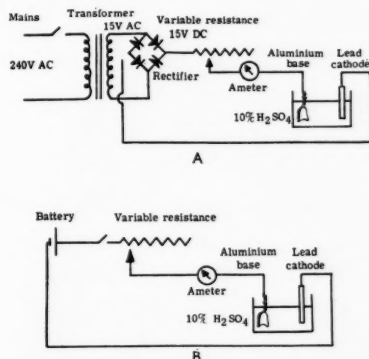 Mains
Transformer
15V AC
Variable resistance
15V DC
240V AC
Rectifier
Ameter
Aluminium
base
Lead
cathode
10% H₂SO₄
A
Battery
Variable resistance
Ameter
Aluminium
base
Lead
cathode
10% H₂SO₄
B